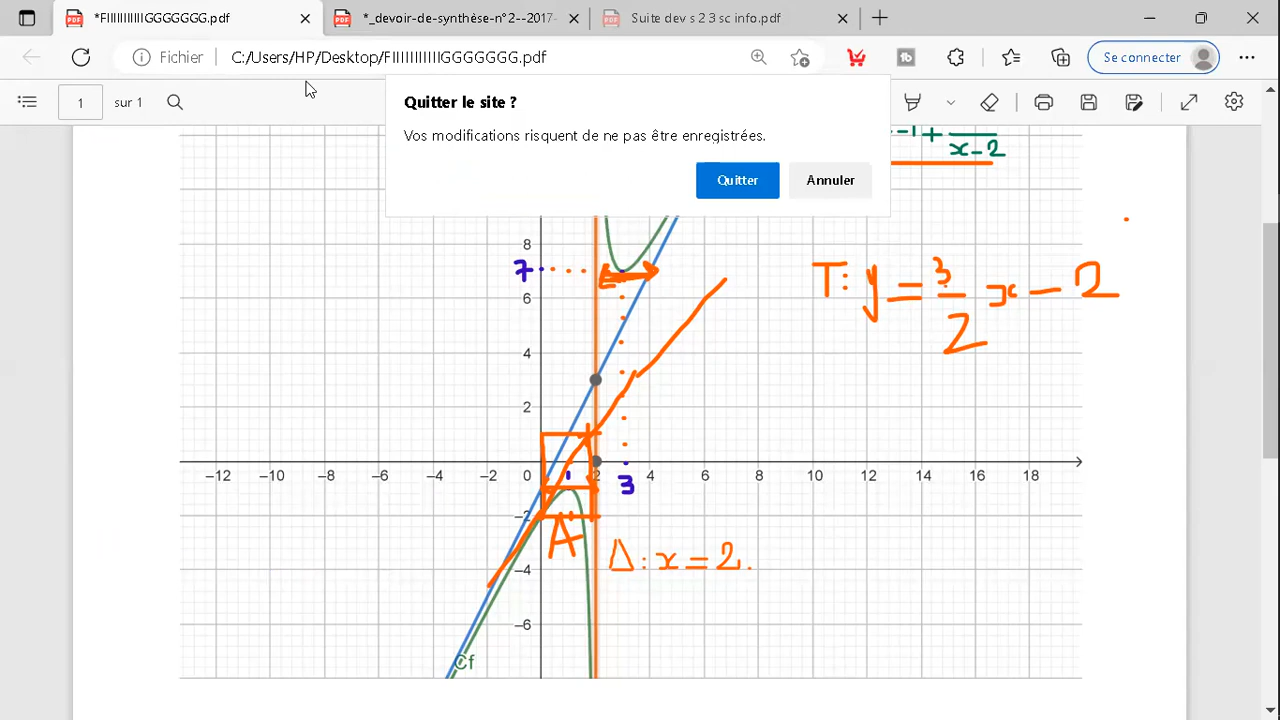 *FIIIIIIIIIIGGGGGGG.pdf
*_devoir-de-synthèse-n°2--2017-
Suite dev s 2 3 sc info.pdf
Fichier
C:/Users/HP/Desktop/FIIIIIIIIIIGGGGGGG.pdf
Se connecter
1 sur 1
Quitter le site ?
Vos modifications risquent de ne pas être enregistrées.
Quitter Annuler
x-2
8
7
6
T: y = 3/2 x - 2
4
2
-12 -10 -8 -6 -4 -2 0 1 2 3 4 6 8 10 12 14 16 18
-2
A
Δ: x = 2.
-4
-6
Cf